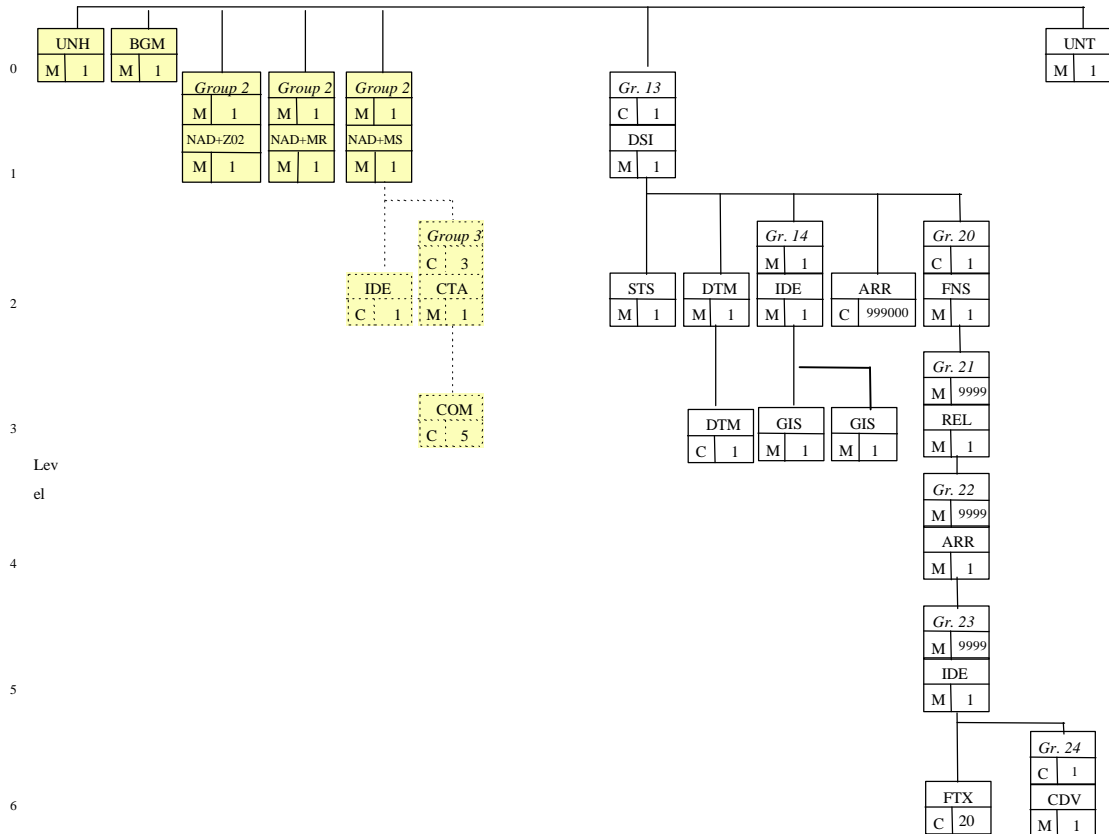 UNH BGM UNT
M 1 M 1 M 1
0
Group 2 Group 2 Group 2 Gr. 13
M 1 M 1 M 1 C 1
NAD+Z02 NAD+MR NAD+MS DSI
M 1 M 1 M 1 M 1
1
Group 3 Gr. 14 Gr. 20
C 3 M 1 C 1
IDE CTA STS DTM IDE ARR FNS
C 1 M 1 M 1 M 1 M 1 C 999000 M 1
2
Gr. 21
M 9999
COM DTM GIS GIS REL
C 5 C 1 M 1 M 1 M 1
3
Lev
el
Gr. 22
M 9999
ARR
M 1
4
Gr. 23
M 9999
IDE
M 1
5
Gr. 24
C 1
FTX CDV
C 20 M 1
6